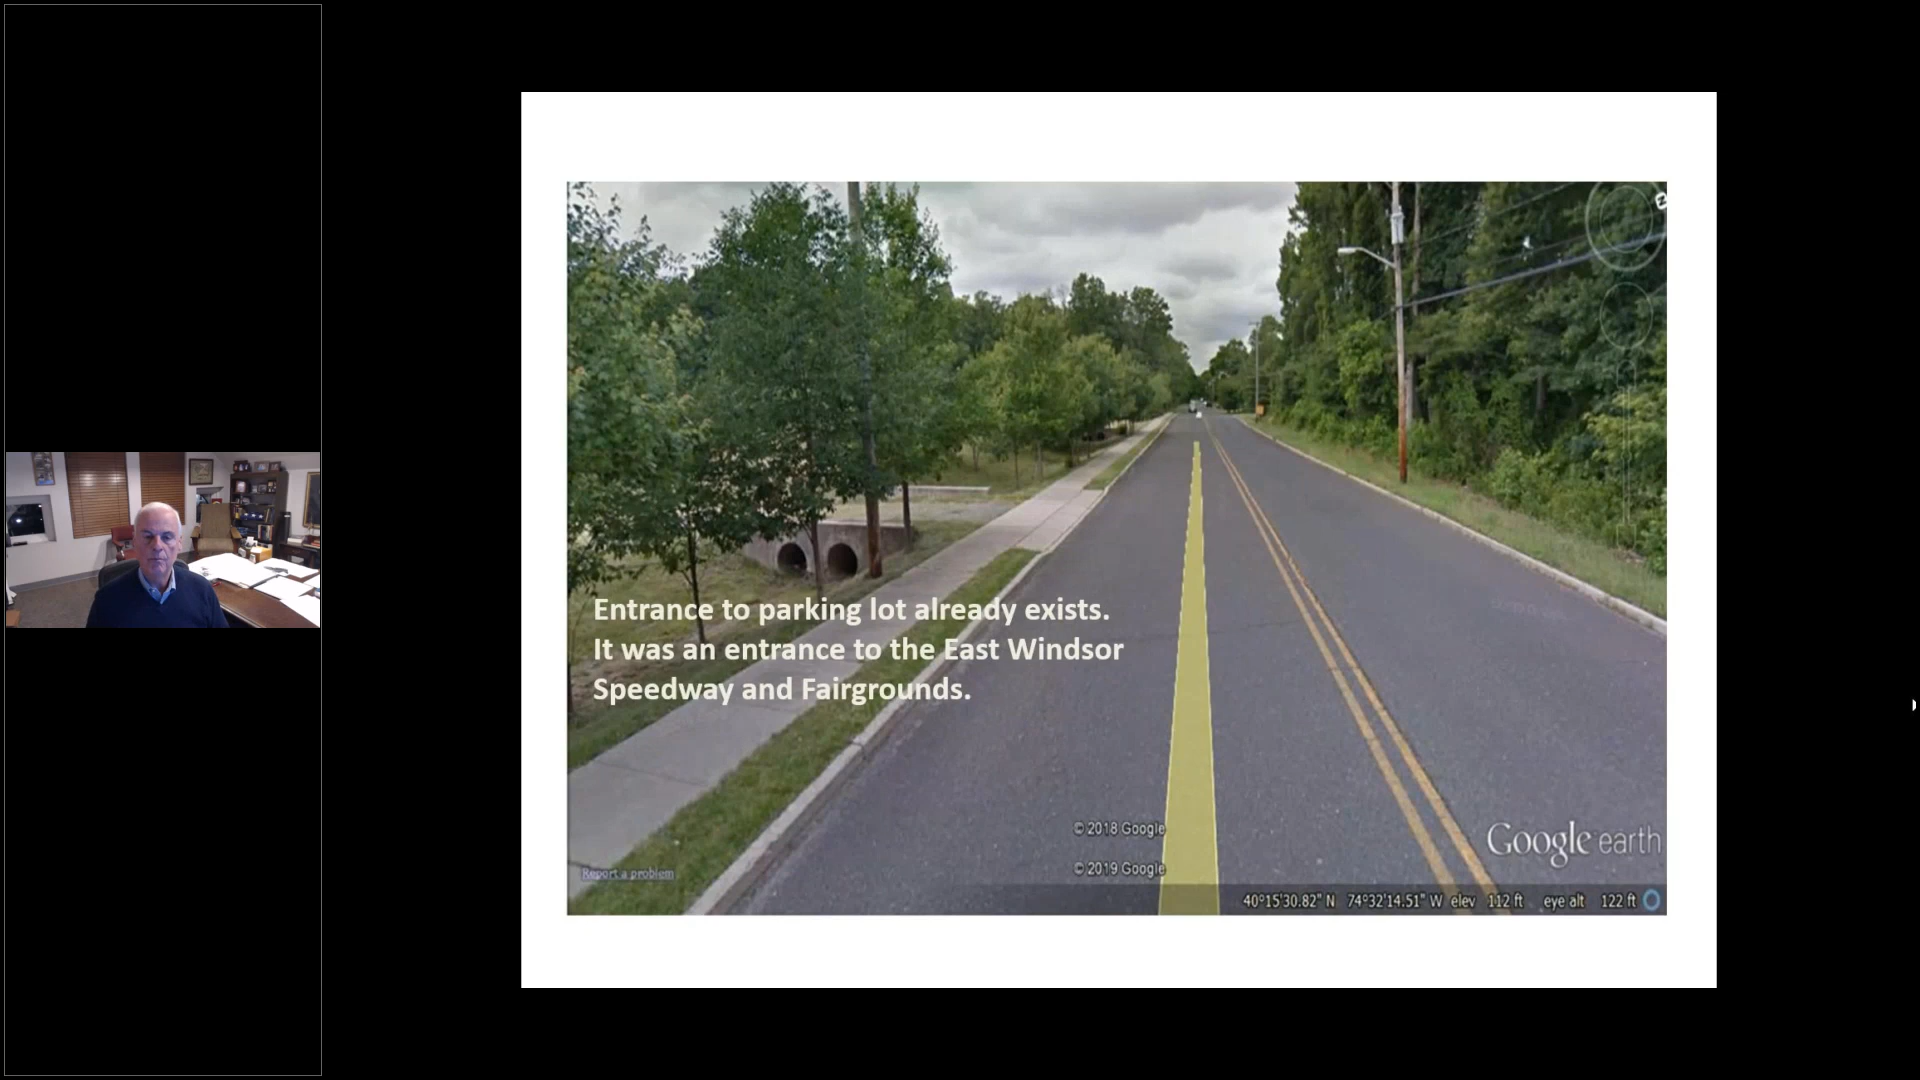 Entrance to parking lot already exists.
It was an entrance to the East Windsor
Speedway and Fairgrounds.
© 2018 Google
© 2019 Google
Google earth
Report a problem
40°15'30.82" N 74°32'14.51" W elev 112 ft eye alt 122 ft